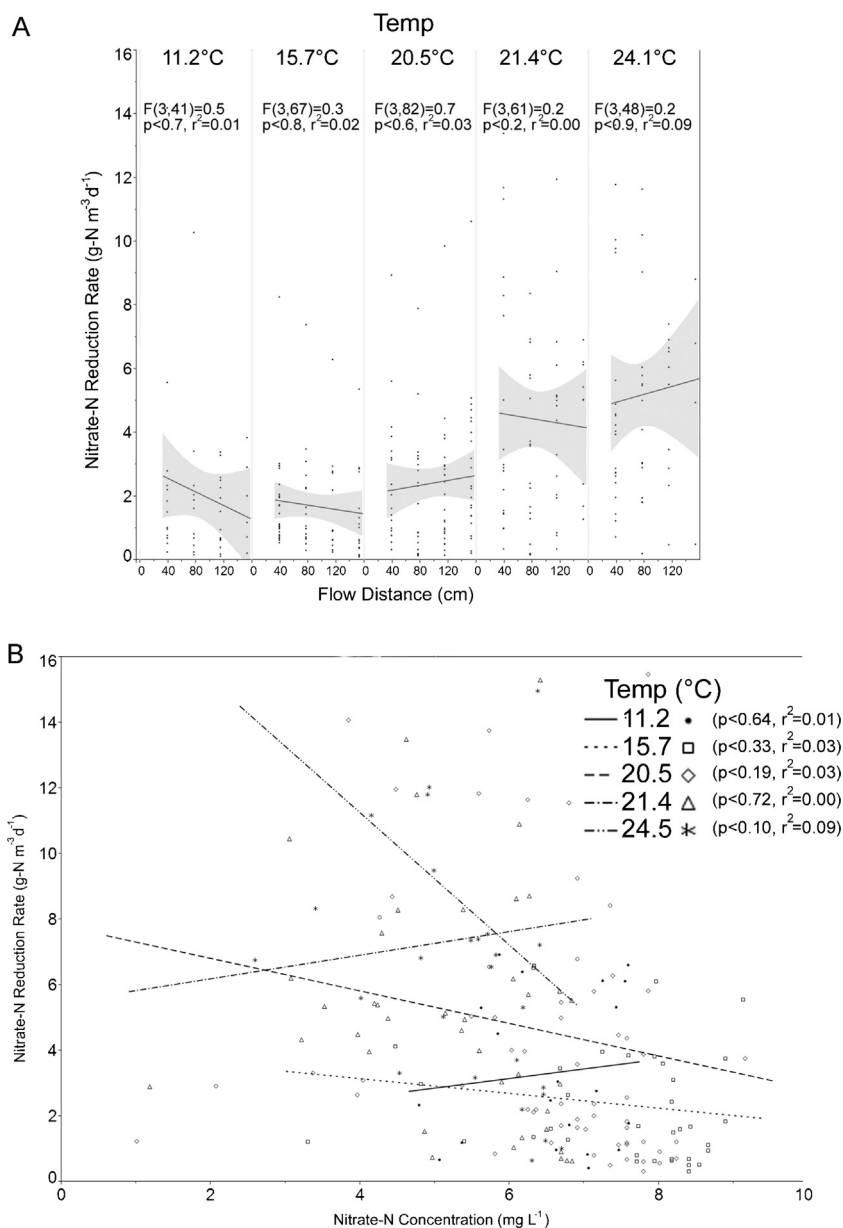 A
Temp
11.2°C 15.7°C 20.5°C 21.4°C 24.1°C
F(3,41)=0.5 F(3,67)=0.3 F(3,82)=0.7 F(3,61)=0.2 F(3,48)=0.2
p<0.7, r²=0.01 p<0.8, r²=0.02 p<0.6, r²=0.03 p<0.2, r²=0.00 p<0.9, r²=0.09
16
14
12
10
8
6
4
2
0
Nitrate-N Reduction Rate (g-N m⁻³d⁻¹)
0 40 80 120 0 40 80 120 0 40 80 120 0 40 80 120 0 40 80 120
Flow Distance (cm)
B
16
14
12
10
8
6
4
2
0
Nitrate-N Reduction Rate (g-N m⁻³d⁻¹)
Temp (°C)
11.2 (p<0.64, r²=0.01)
15.7 (p<0.33, r²=0.03)
20.5 (p<0.19, r²=0.03)
21.4 (p<0.72, r²=0.00)
24.5 (p<0.10, r²=0.09)
0 2 4 6 8 10
Nitrate-N Concentration (mg L⁻¹)